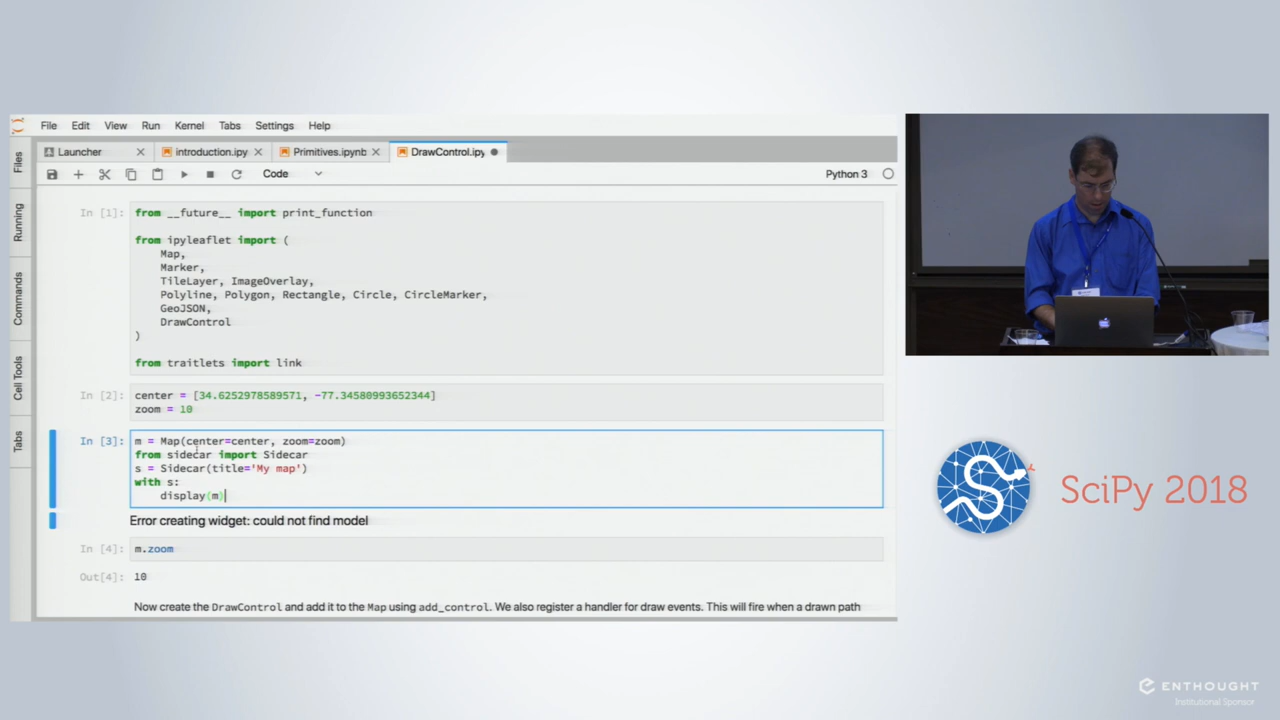 File Edit View Run Kernel Tabs Settings Help
Launcher introduction.ipy Primitives.ipynb DrawControl.ipy
Code Python 3
Files
Running
Commands
Cell Tools
Tabs
In [1]: from __future__ import print_function
from ipyleaflet import (
Map,
Marker,
TileLayer, ImageOverlay,
Polyline, Polygon, Rectangle, Circle, CircleMarker,
GeoJSON,
DrawControl
)
from traitlets import link
In [2]: center = [34.6252978589571, -77.34580993652344]
zoom = 10
In [3]: m = Map(center=center, zoom=zoom)
from sidecar import Sidecar
s = Sidecar(title='My map')
with s:
display(m)
Error creating widget: could not find model
In [4]: m.zoom
Out[4]: 10
Now create the DrawControl and add it to the Map using add_control. We also register a handler for draw events. This will fire when a drawn path
SciPy 2018
ENTHOUGHT
Institutional Sponsor